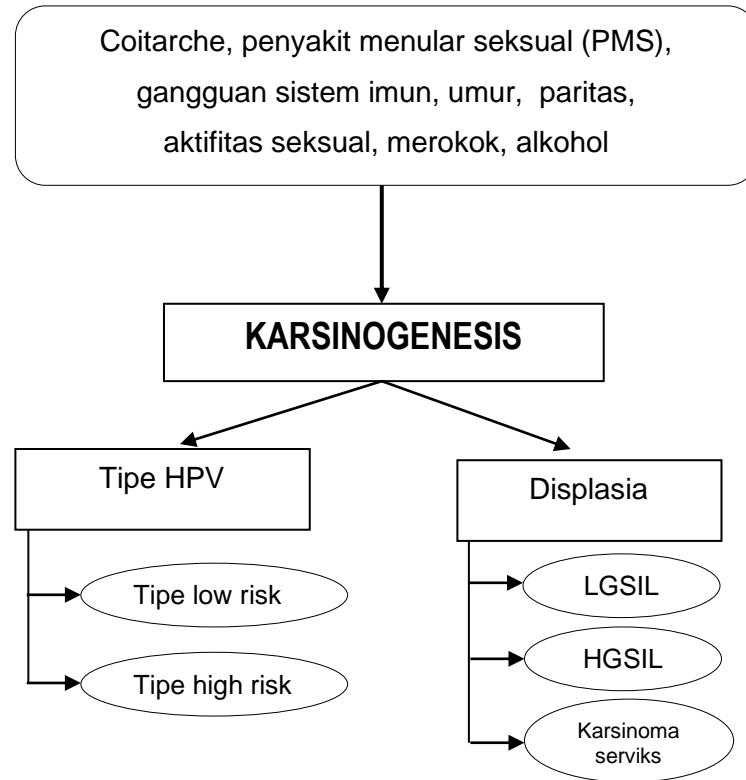 Coitarche, penyakit menular seksual (PMS),
gangguan sistem imun, umur, paritas,
aktifitas seksual, merokok, alkohol
KARSINOGENESIS
Tipe HPV
Tipe low risk
Tipe high risk
Displasia
LGSIL
HGSIL
Karsinoma
serviks